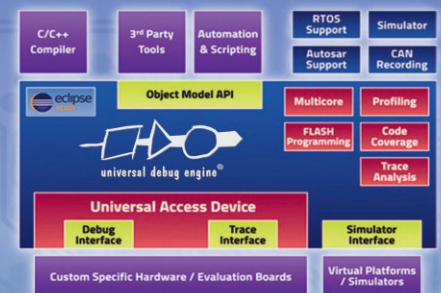 C/C++
Compiler
3rd Party
Tools
Automation
& Scripting
RTOS
Support
Simulator
Autosar
Support
CAN
Recording
eclipse
Object Model API
Multicore
Profiling
FLASH
Programming
Code
Coverage
Trace
Analysis
universal debug engine®
Universal Access Device
Debug
Interface
Trace
Interface
Simulator
Interface
Custom Specific Hardware / Evaluation Boards
Virtual Platforms
/ Simulators